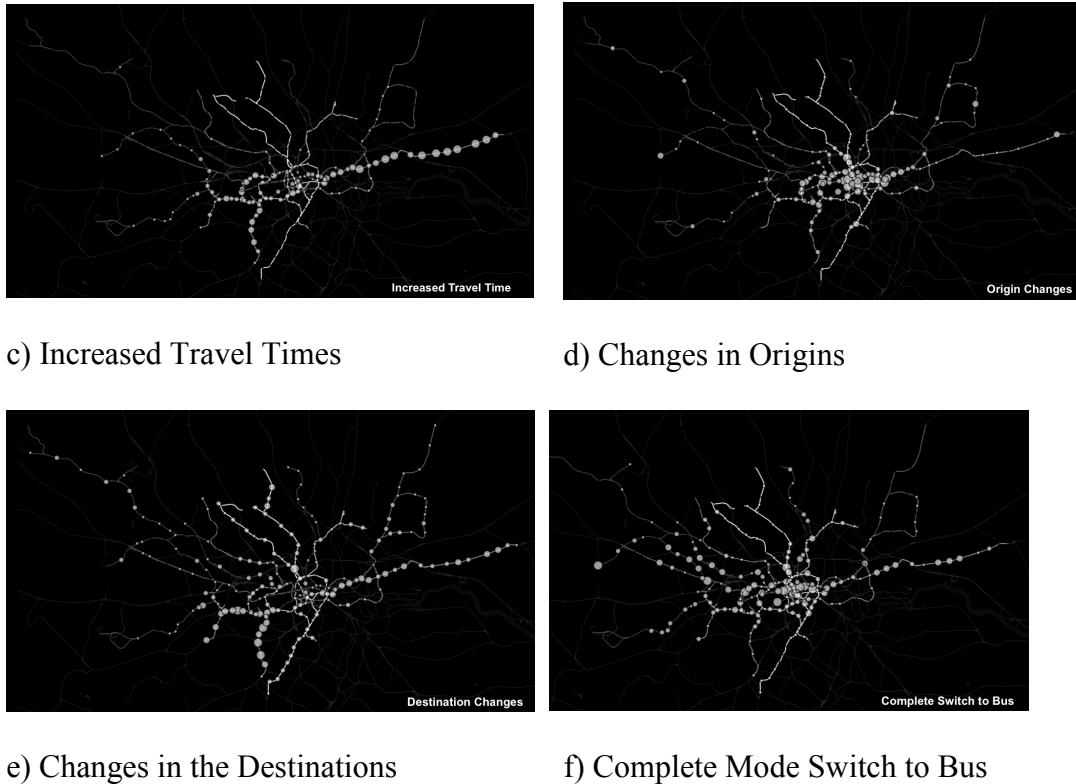 Increased Travel Time
Origin Changes
c) Increased Travel Times
d) Changes in Origins
Destination Changes
Complete Switch to Bus
e) Changes in the Destinations
f) Complete Mode Switch to Bus